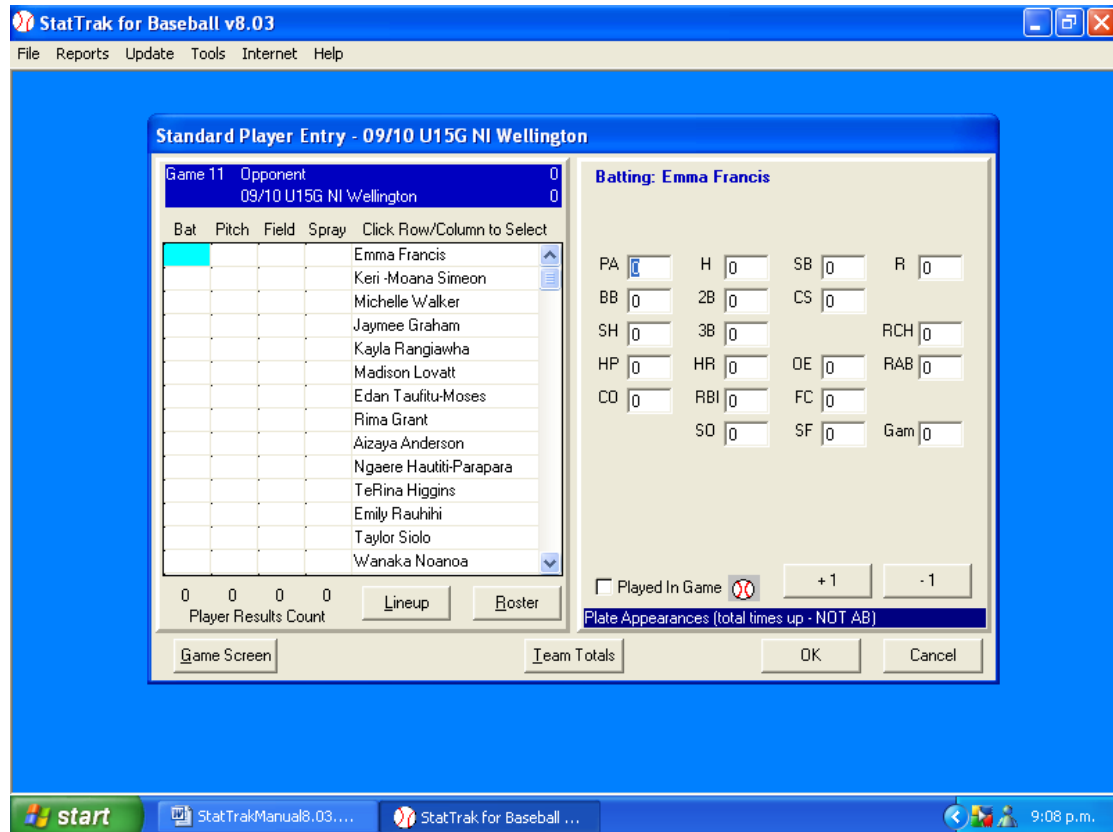 StatTrak for Baseball v8.03
File Reports Update Tools Internet Help
Standard Player Entry - 09/10 U15G NI Wellington
Game 11 Opponent 0
09/10 U15G NI Wellington 0
Bat Pitch Field Spray Click Row/Column to Select
Emma Francis
Keri -Moana Simeon
Michelle Walker
Jaymee Graham
Kayla Rangiawha
Madison Lovatt
Edan Taufitu-Moses
Rima Grant
Aizaya Anderson
Ngaere Hautiti-Parapara
TeRina Higgins
Emily Rauhihi
Taylor Siolo
Wanaka Noanoa
0 0 0 0
Player Results Count
Lineup Roster
Batting: Emma Francis
PA 0 H 0 SB 0 R 0
BB 0 2B 0 CS 0
SH 0 3B 0 RCH 0
HP 0 HR 0 OE 0 RAB 0
CO 0 RBI 0 FC 0
SO 0 SF 0 Gam 0
Played In Game +1 -1
Plate Appearances (total times up - NOT AB)
Game Screen Team Totals OK Cancel
start StatTrakManual8.03.... StatTrak for Baseball ... 9:08 p.m.